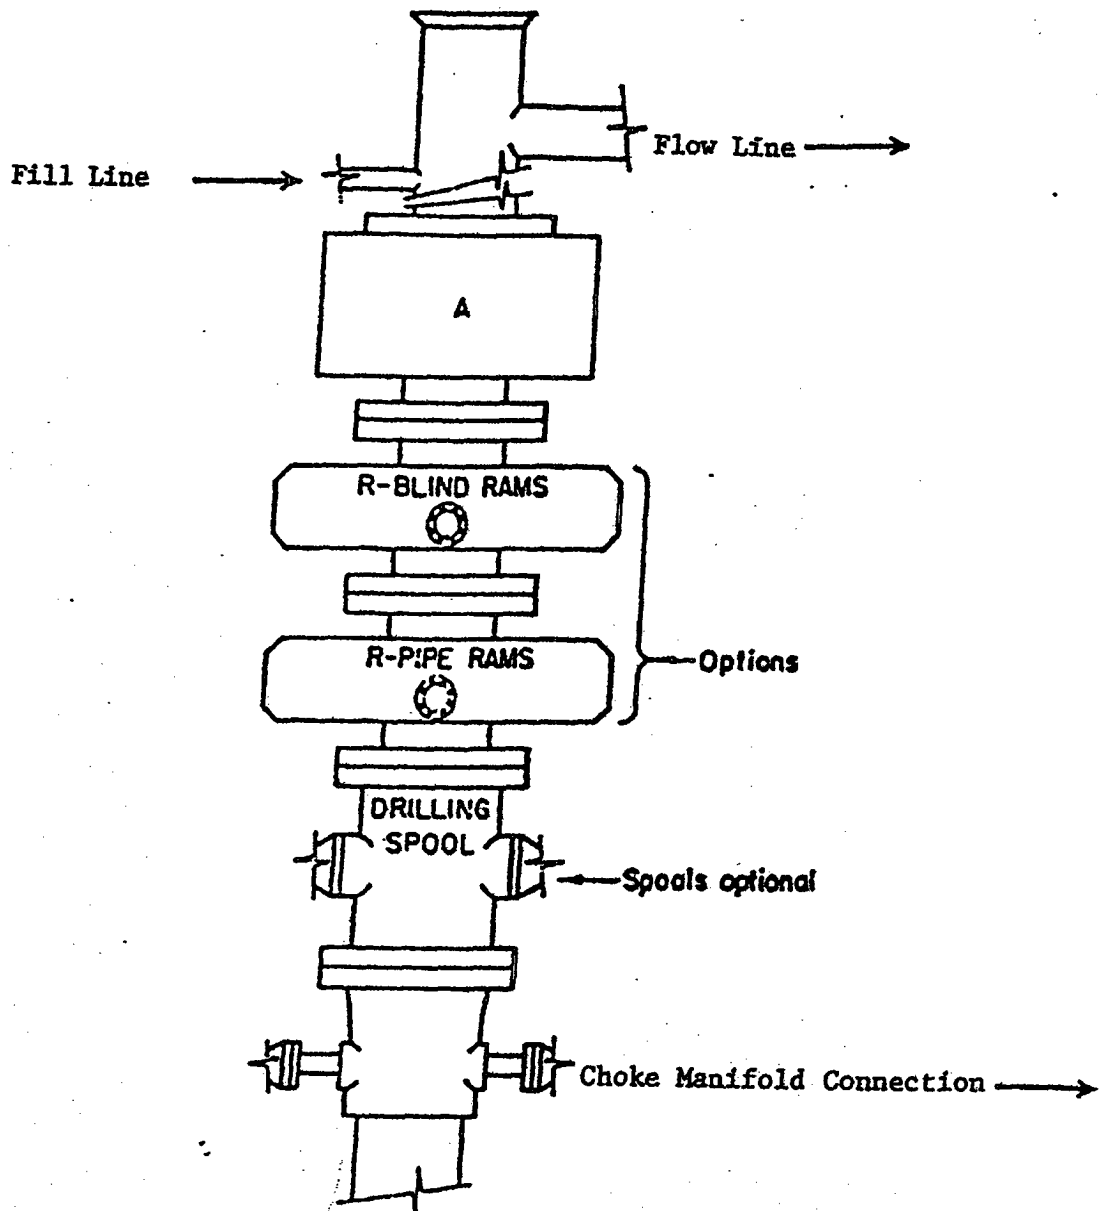 Flow Line
Fill Line
A
R-BLIND RAMS
R-PIPE RAMS
Options
DRILLING
SPOOL
Spools optional
Choke Manifold Connection